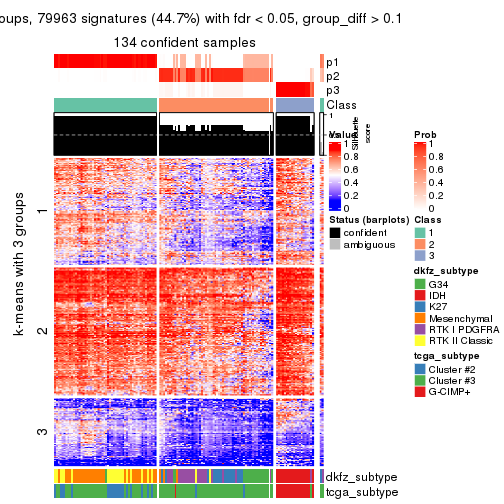 oups, 79963 signatures (44.7%) with fdr < 0.05, group_diff > 0.1
134 confident samples
p1
p2
p3
Class
1
Silhouette
score
k-means with 3 groups
1
2
3
Value
1
0.8
0.6
0.4
0.2
0
Prob
1
0.8
0.6
0.4
0.2
0
Status (barplots)
confident
ambiguous
Class
1
2
3
dkfz_subtype
G34
IDH
K27
Mesenchymal
RTK I PDGFRA
RTK II Classic
tcga_subtype
Cluster #2
Cluster #3
G-CIMP+
dkfz_subtype
tcga_subtype